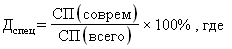 Дспец = СП(соврем) / СП(всего) × 100% , где